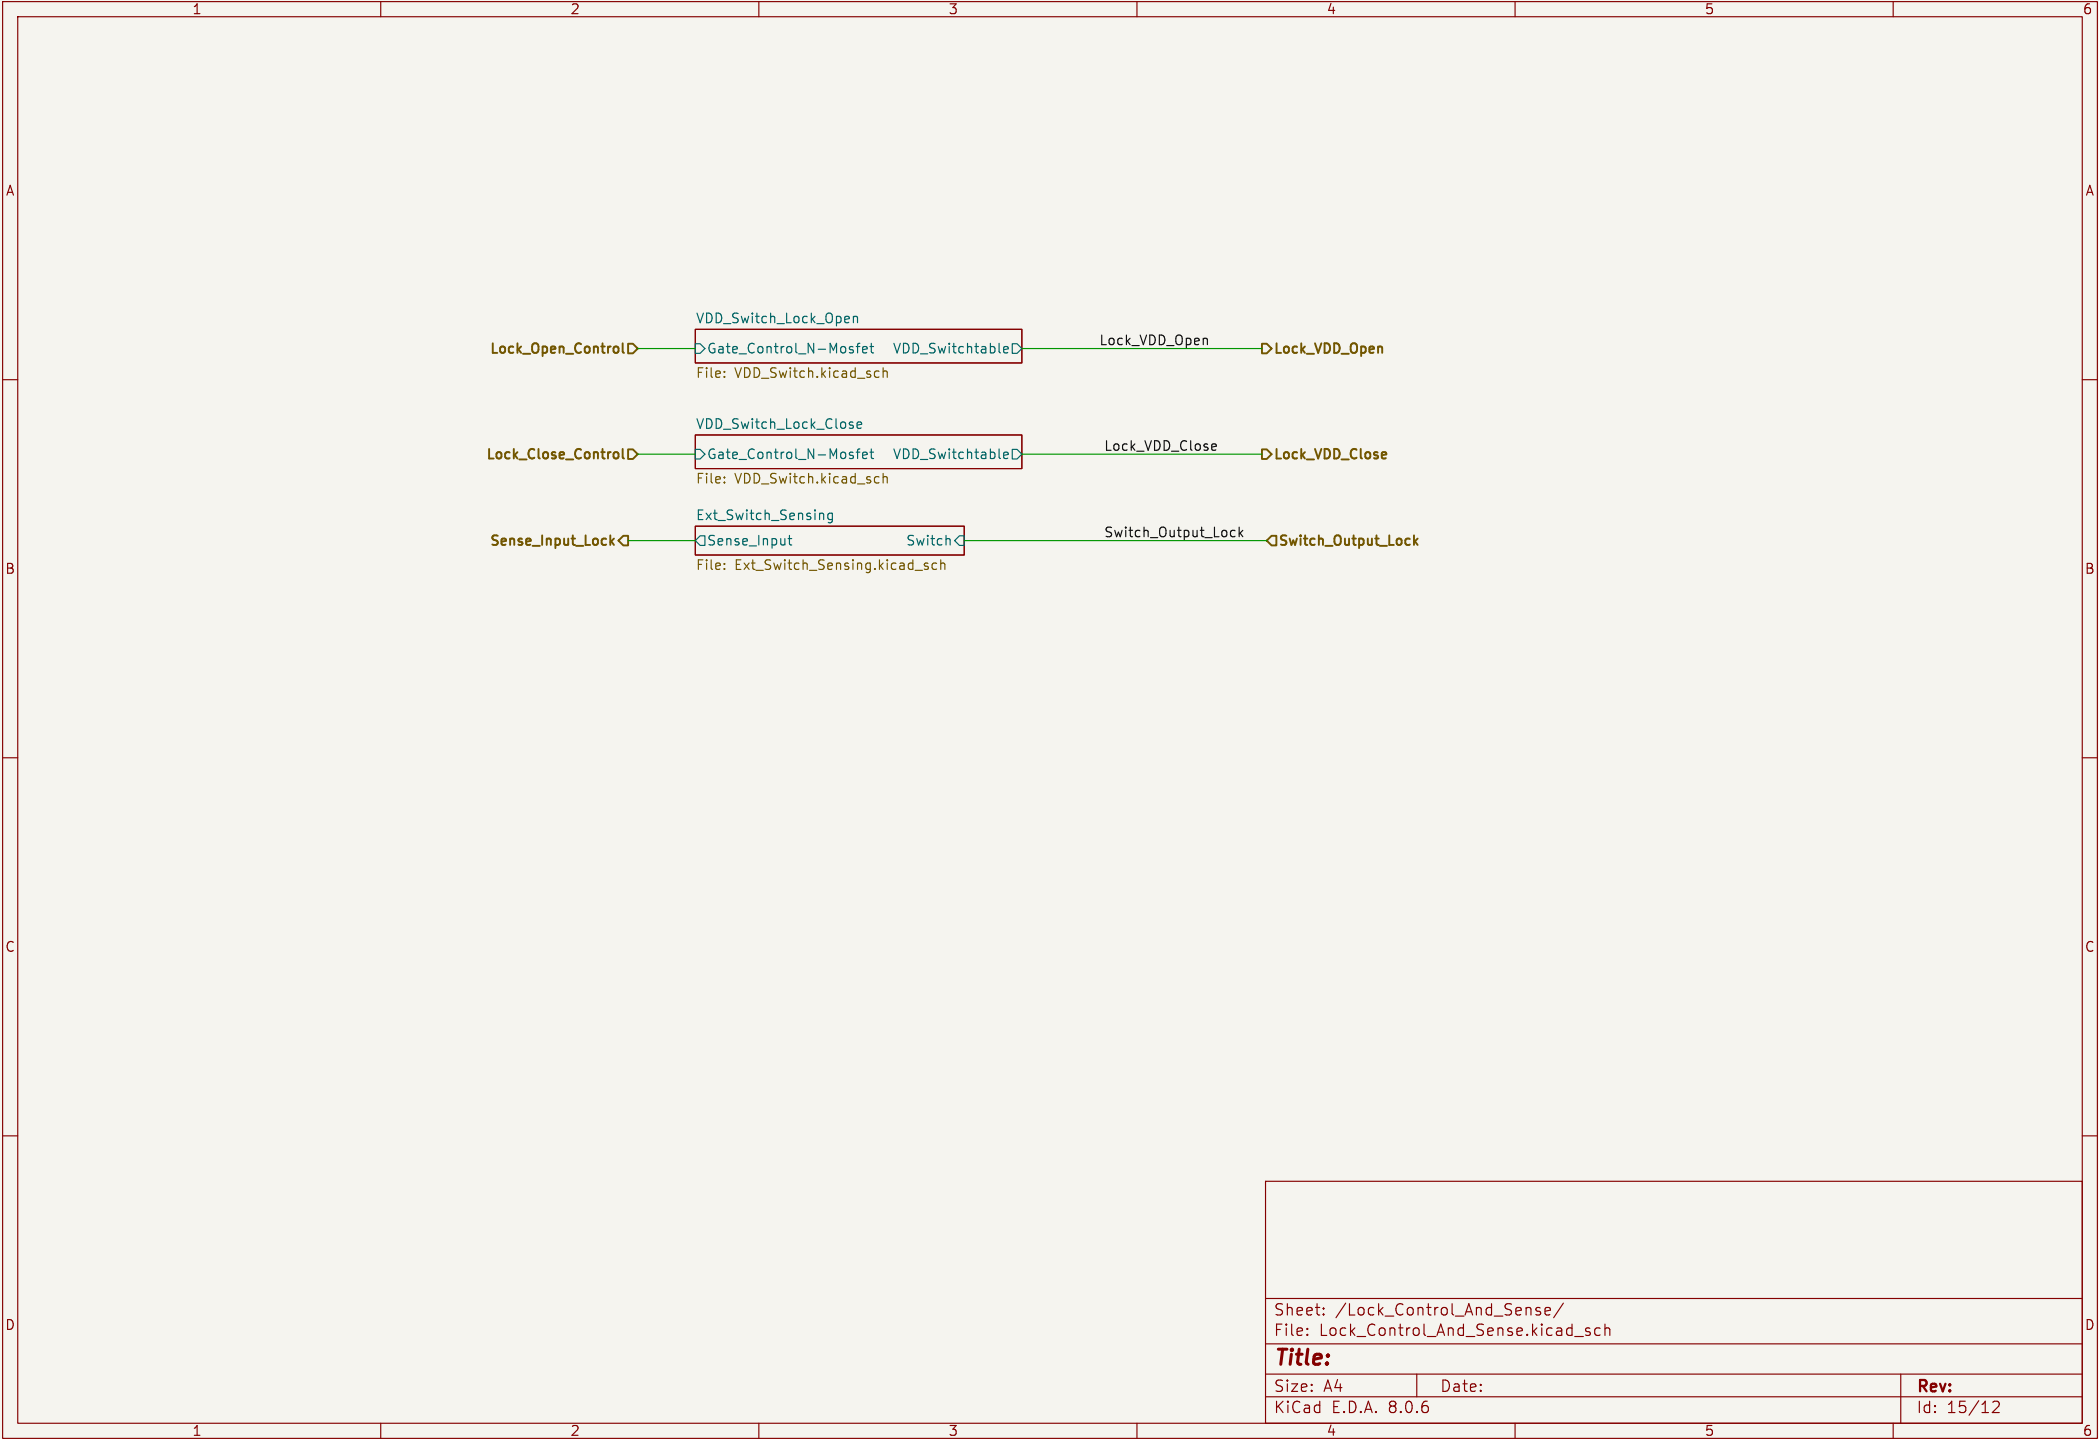 1 2 3 4 5 6
A A
VDD_Switch_Lock_Open
Lock_Open_Control Gate_Control_N-Mosfet VDD_Switchtable Lock_VDD_Open Lock_VDD_Open
File: VDD_Switch.kicad_sch
VDD_Switch_Lock_Close
Lock_Close_Control Gate_Control_N-Mosfet VDD_Switchtable Lock_VDD_Close Lock_VDD_Close
File: VDD_Switch.kicad_sch
Ext_Switch_Sensing
Sense_Input_Lock Sense_Input Switch Switch_Output_Lock Switch_Output_Lock
File: Ext_Switch_Sensing.kicad_sch
B B
C C
D D
Sheet: /Lock_Control_And_Sense/
File: Lock_Control_And_Sense.kicad_sch
Title:
Size: A4 Date: Rev:
KiCad E.D.A. 8.0.6 Id: 15/12
1 2 3 4 5 6